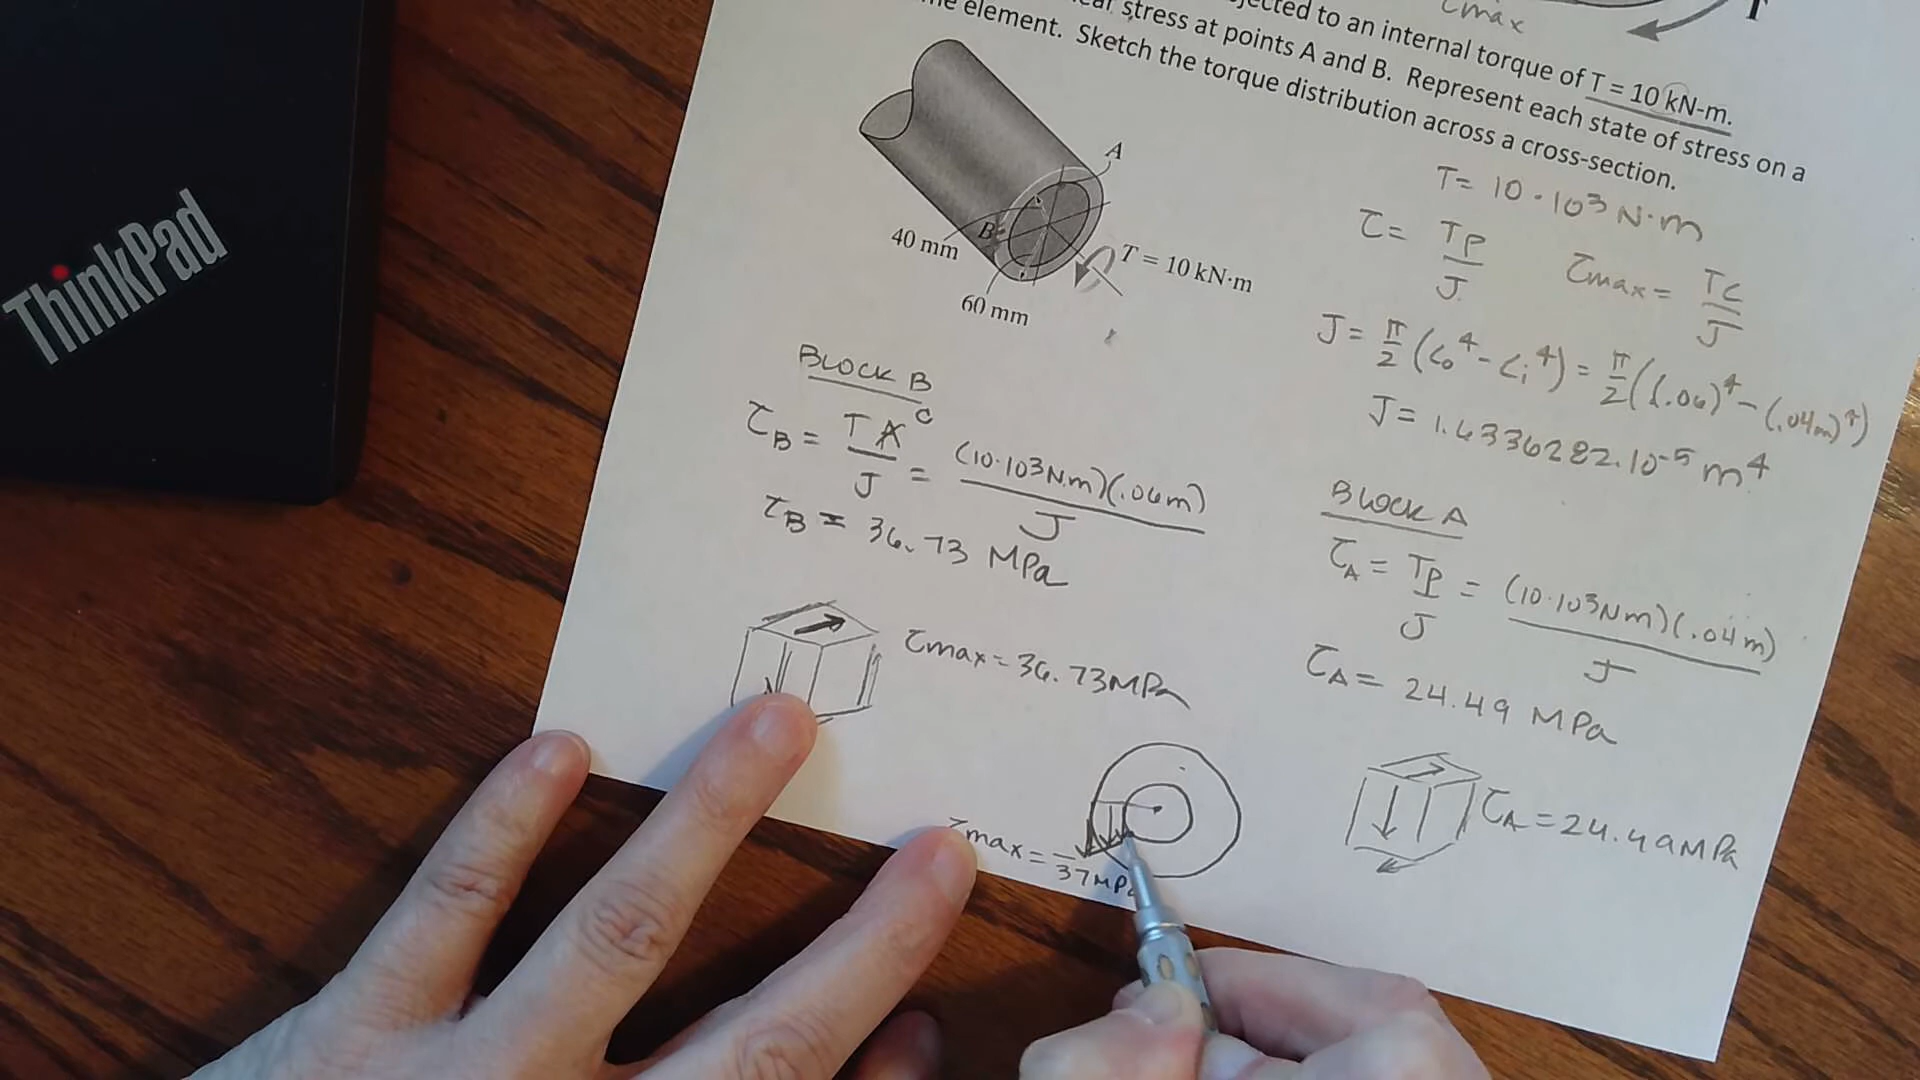 τmax
T
jected to an internal torque of T = 10 kN-m.
stress at points A and B. Represent each state of stress on a
element. Sketch the torque distribution across a cross-section.
A
B
40 mm
60 mm
T = 10 kN·m
T = 10 · 10³ N·m
τ = Tρ / J
τmax = Tc / J
J = π/2 (c₀⁴ - cᵢ⁴) = π/2 ((.06)⁴ - (.04m)⁴)
J = 1.6336282·10⁻⁵ m⁴
BLOCK B
C
τB = T / J = (10·10³N·m)(.06m) / J
τB = 36.73 MPa
τmax = 36.73MPa
BLOCK A
τA = Tρ / J = (10·10³Nm)(.04m) / J
τA = 24.49 MPa
τA = 24.49MPa
max =
37MPa
ThinkPad